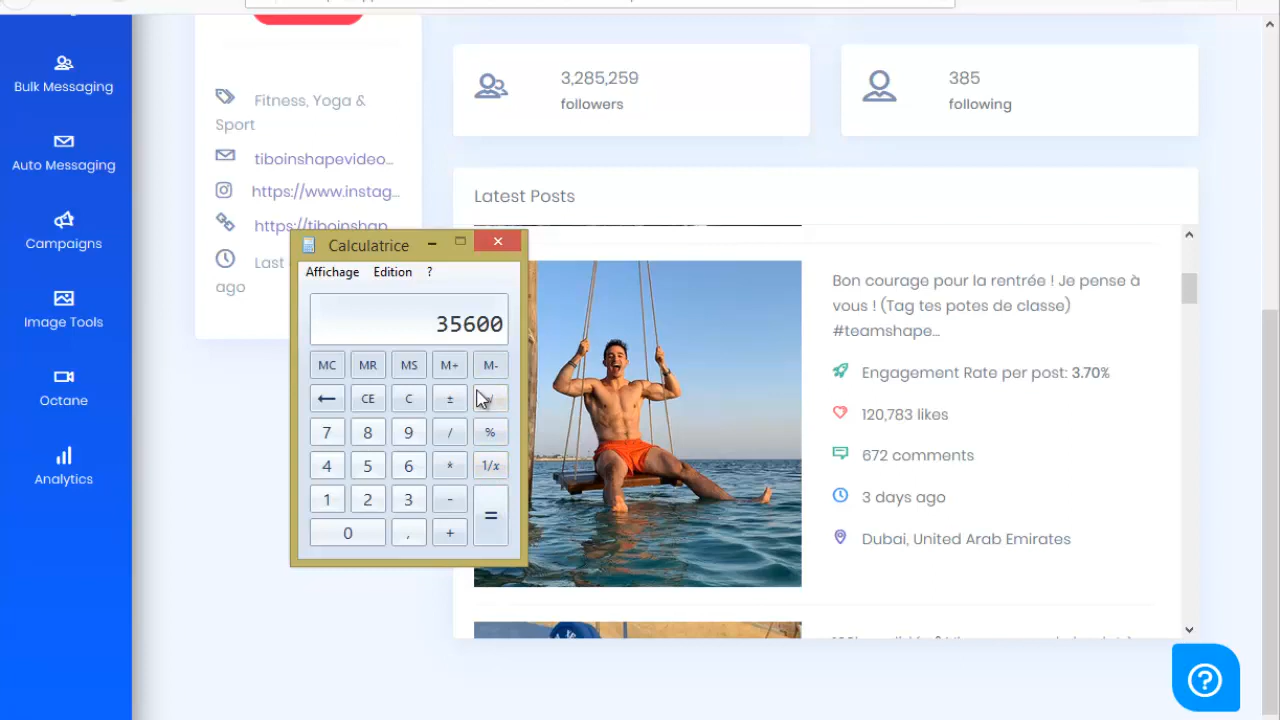 Bulk Messaging
Auto Messaging
Campaigns
Image Tools
Octane
Analytics
Fitness, Yoga &
Sport
tiboinshapevideo...
https://www.instag...
https://tiboinshap
Last
ago
3,285,259
followers
385
following
Latest Posts
Calculatrice
Affichage Edition ?
35600
MC MR MS M+ M-
← CE C ±
7 8 9 / %
4 5 6 * 1/x
1 2 3 - =
0 , +
Bon courage pour la rentrée ! Je pense à
vous ! (Tag tes potes de classe)
#teamshape...
Engagement Rate per post: 3.70%
120,783 likes
672 comments
3 days ago
Dubai, United Arab Emirates
?